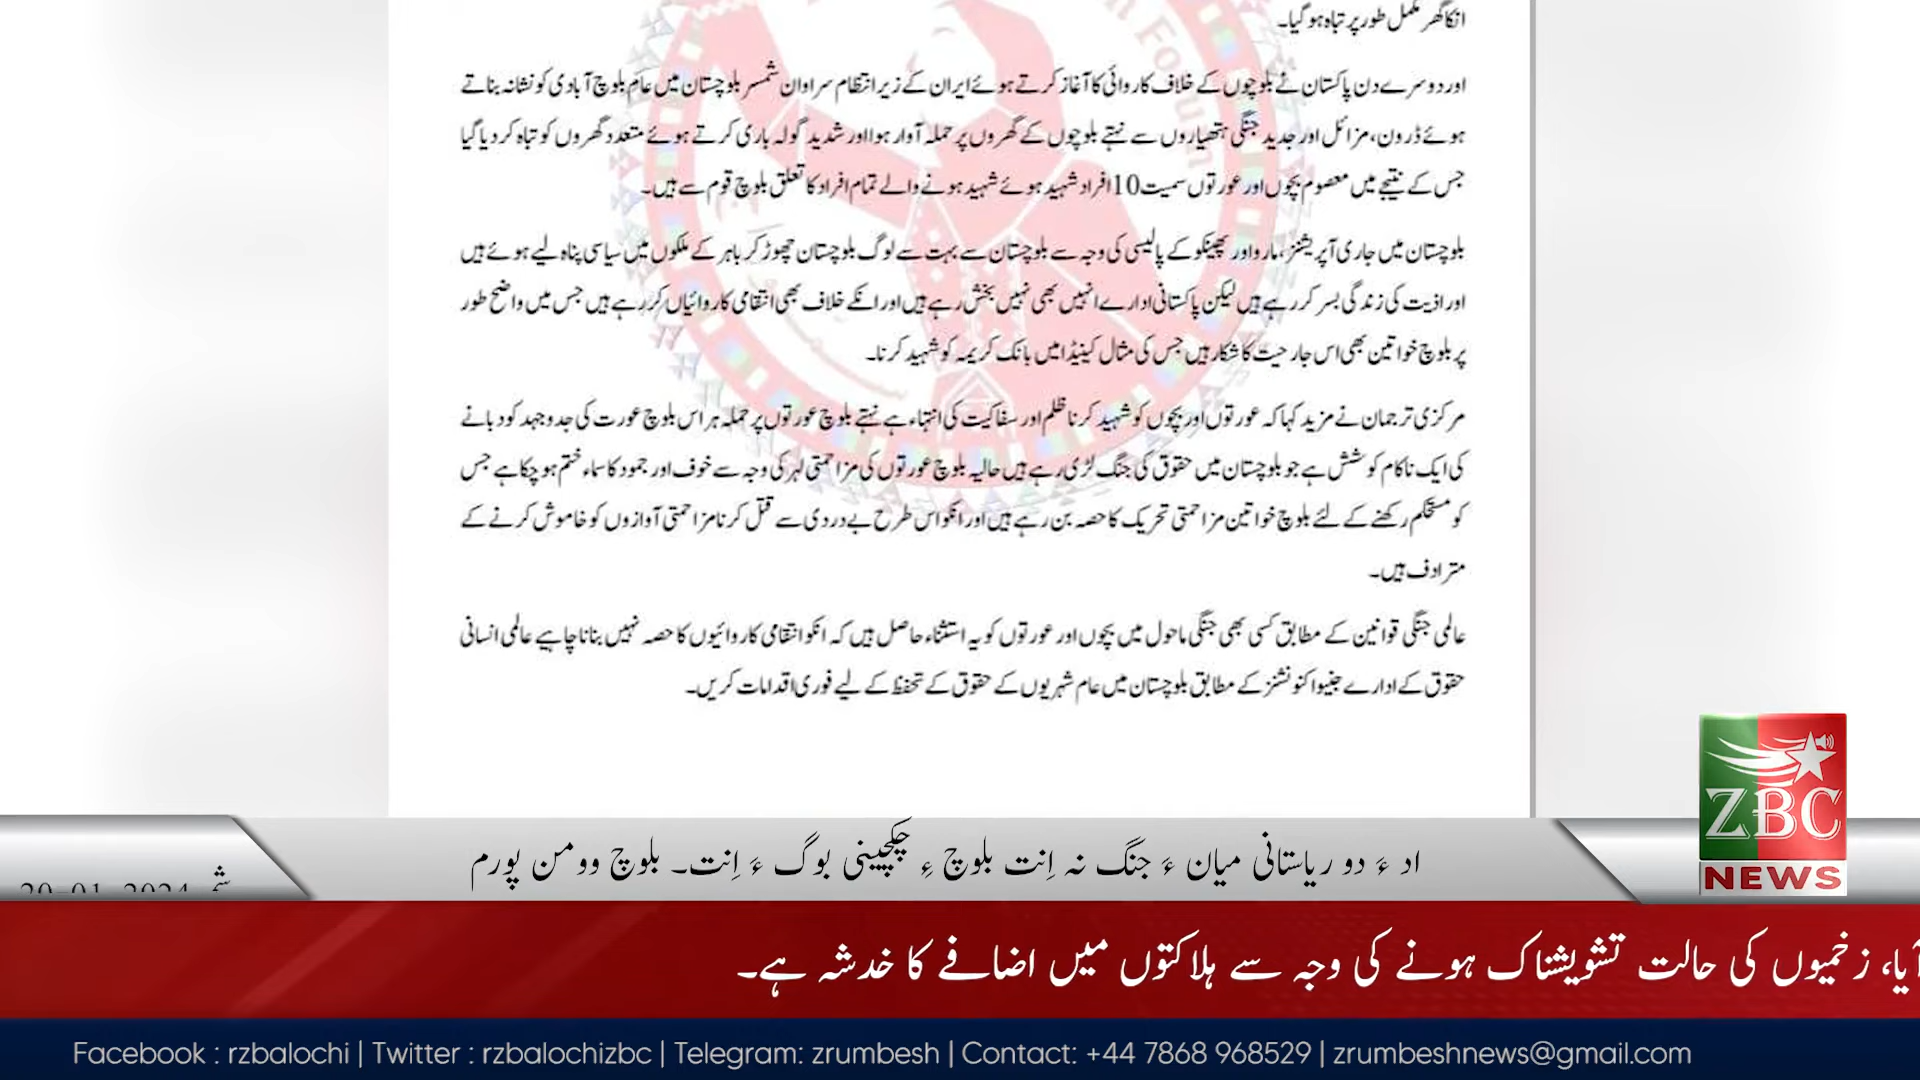 انکا گھر مکمل طور پر تباہ ہوگیا۔
اور دوسرے دن پاکستان نے بلوچوں کے خلاف کاروائی کا آغاز کرتے ہوئے ایران کے زیر انتظام سراوان شمسر بلوچستان میں عام بلوچ آبادی کو نشانہ بناتے
ہوئے ڈرون، مزائل اور جدید جنگی ہتھیاروں سے نہتے بلوچوں کے گھروں پر حملہ آوار ہوا اور شدید گولہ باری کرتے ہوئے متعدد گھروں کو تباہ کر دیا گیا
جس کے نتیجے میں معصوم بچوں اور عورتوں سمیت 10 افراد شہید ہوئے شہید ہونے والے تمام افراد کا تعلق بلوچ قوم سے ہیں۔
بلوچستان میں جاری آپریشنز، مارو اور پھینکو کے پالیسی کی وجہ سے بلوچستان سے بہت سے لوگ بلوچستان چھوڑ کر باہر کے ملکوں میں سیاسی پناہ لیے ہوئے ہیں
اور اذیت کی زندگی بسر کر رہے ہیں لیکن پاکستانی ادارے انہیں بھی نہیں بخش رہے ہیں اور انکے خلاف بھی انتقامی کاروائیاں کر رہے ہیں جس میں واضح طور
پر بلوچ خواتین بھی اس جارحیت کا شکار ہیں جس کی مثال کینیڈا میں بانک کریمہ کو شہید کرنا۔
مرکزی ترجمان نے مزید کہا کہ عورتوں اور بچوں کو شہید کرنا ظلم اور سفاکیت کی انتہاء ہے نہتے بلوچ عورتوں پر حملہ ہر اس بلوچ عورت کی جدوجہد کو دبانے
کی ایک ناکام کوشش ہے جو بلوچستان میں حقوق کی جنگ لڑی رہے ہیں حالیہ بلوچ عورتوں کی مزاحمتی لہر کی وجہ سے خوف اور جمود کا سماء ختم ہو چکا ہے جس
کو مستحکم رکھنے کے لئے بلوچ خواتین مزاحمتی تحریک کا حصہ بن رہے ہیں اور انکو اس طرح بے دردی سے قتل کرنا مزاحمتی آوازوں کو خاموش کرنے کے
مترادف ہیں۔
عالمی جنگی قوانین کے مطابق کسی بھی جنگی ماحول میں بچوں اور عورتوں کو یہ استثناء حاصل ہیں کہ انکو انتقامی کاروائیوں کا حصہ نہیں بنانا چاہیے عالمی انسانی
حقوق کے ادارے جنیوا کنونشنز کے مطابق بلوچستان میں عام شہریوں کے حقوق کے تحفظ کے لیے فوری اقدامات کریں۔
ZBC
NEWS
اد ءَ دو ریاستانی میان ءَ جنگ نہ اِنت بلوچ ءِ چکچینی بوگ ءَ اِنت۔ بلوچ وومن پورم
20-01-2024
آیا، زخمیوں کی حالت تشویشناک ہونے کی وجہ سے ہلاکتوں میں اضافے کا خدشہ ہے۔
Facebook : rzbalochi | Twitter : rzbalochizbc | Telegram: zrumbesh | Contact: +44 7868 968529 | zrumbeshnews@gmail.com